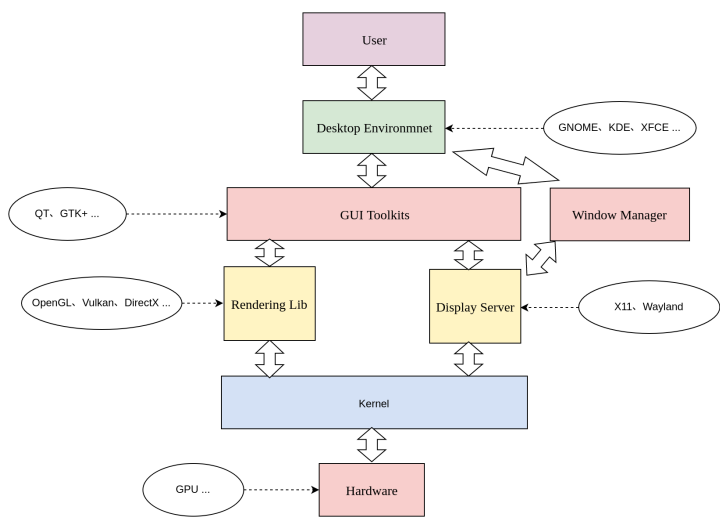 User
Desktop Environmnet
GNOME、KDE、XFCE ...
QT、GTK+ ...
GUI Toolkits
Window Manager
OpenGL、Vulkan、DirectX ...
Rendering Lib
Display Server
X11、Wayland
Kernel
GPU ...
Hardware